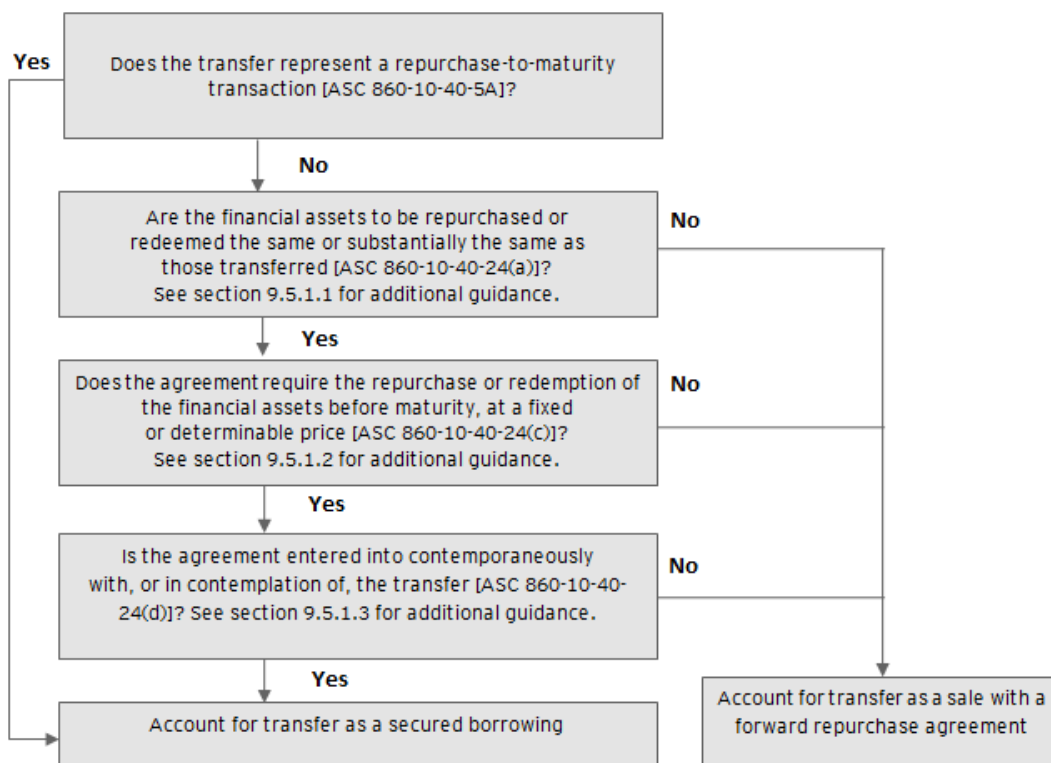 Yes
Does the transfer represent a repurchase-to-maturity
transaction [ASC 860-10-40-5A]?
No
Are the financial assets to be repurchased or
redeemed the same or substantially the same as
those transferred [ASC 860-10-40-24(a)]?
See section 9.5.1.1 for additional guidance.
No
Yes
Does the agreement require the repurchase or redemption of
the financial assets before maturity, at a fixed
or determinable price [ASC 860-10-40-24(c)]?
See section 9.5.1.2 for additional guidance.
No
Yes
Is the agreement entered into contemporaneously
with, or in contemplation of, the transfer [ASC 860-10-40-
24(d)]? See section 9.5.1.3 for additional guidance.
No
Yes
Account for transfer as a secured borrowing
Account for transfer as a sale with a
forward repurchase agreement